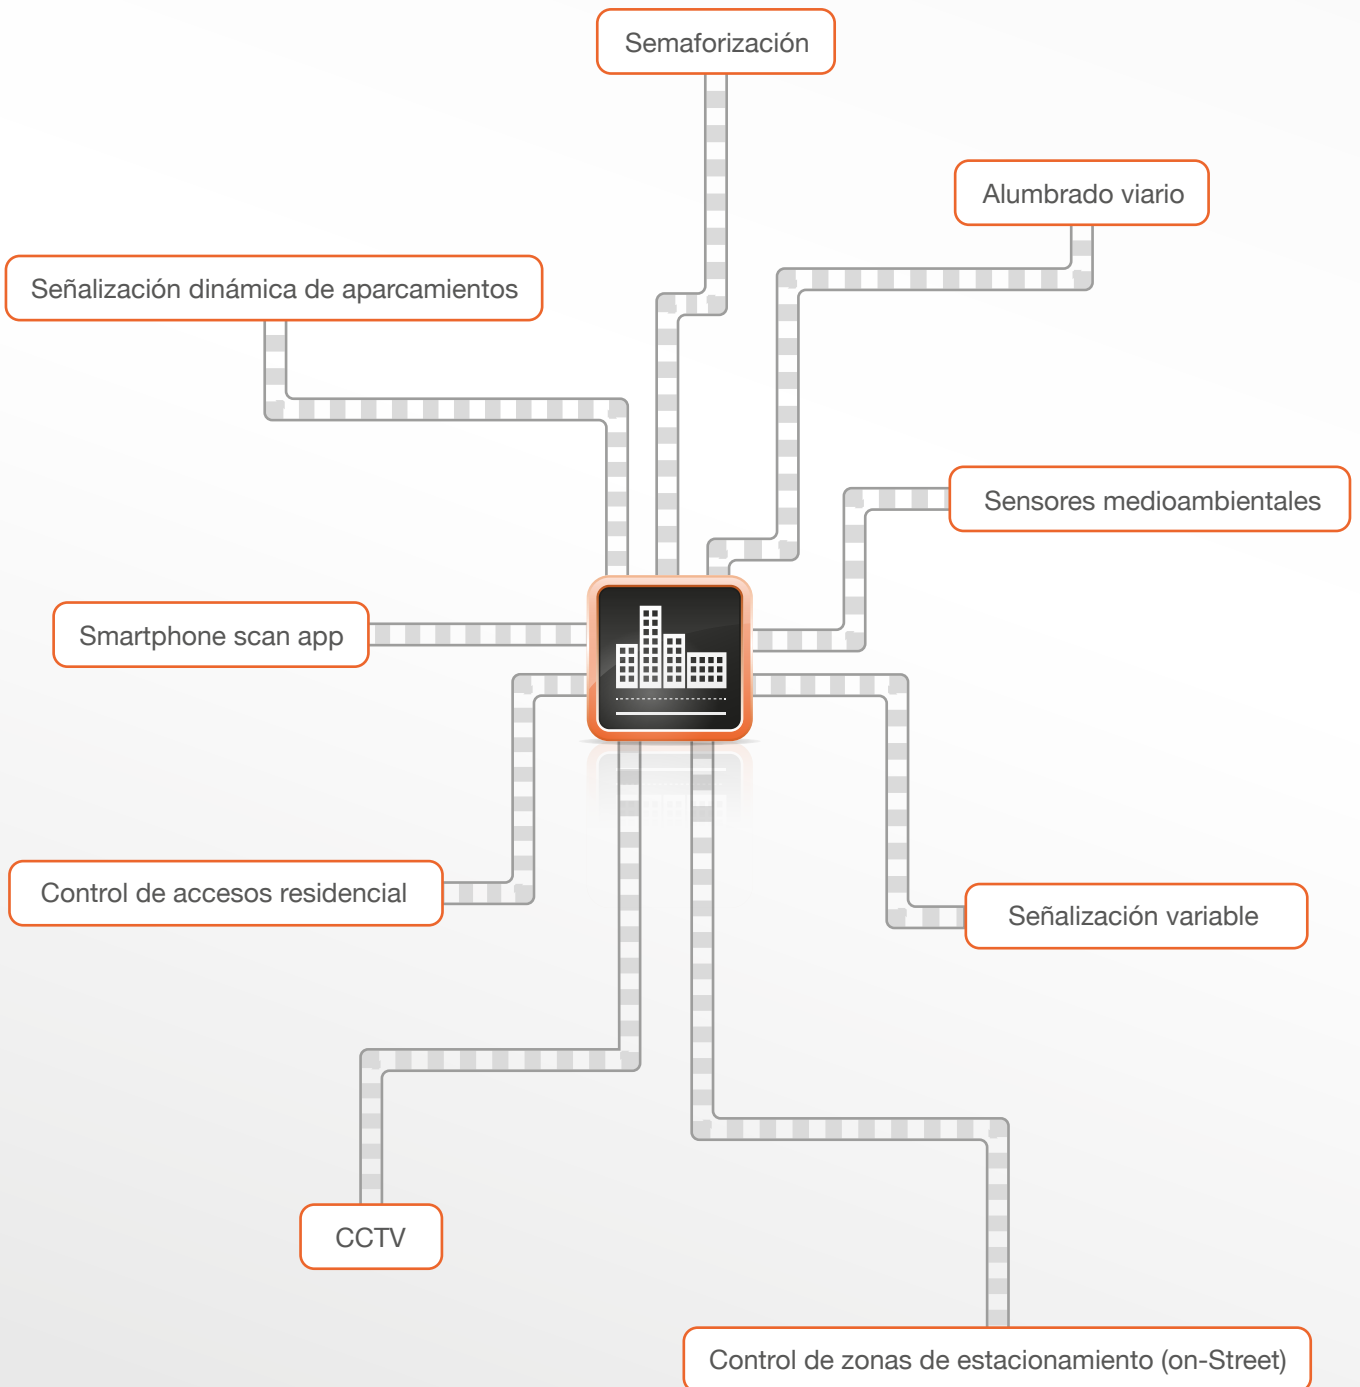 Semaforización
Alumbrado viario
Señalización dinámica de aparcamientos
Sensores medioambientales
Smartphone scan app
Control de accesos residencial
Señalización variable
CCTV
Control de zonas de estacionamiento (on-Street)